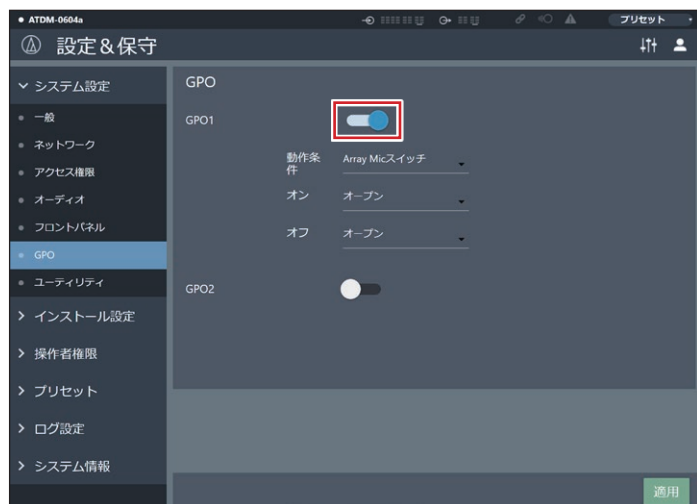 ATDM-0604a
プリセット
設定＆保守
システム設定
一般
ネットワーク
アクセス権限
オーディオ
フロントパネル
GPO
ユーティリティ
インストール設定
操作者権限
プリセット
ログ設定
システム情報
GPO
GPO1
動作条
件
Array Micスイッチ
オン
オープン
オフ
オープン
GPO2
適用